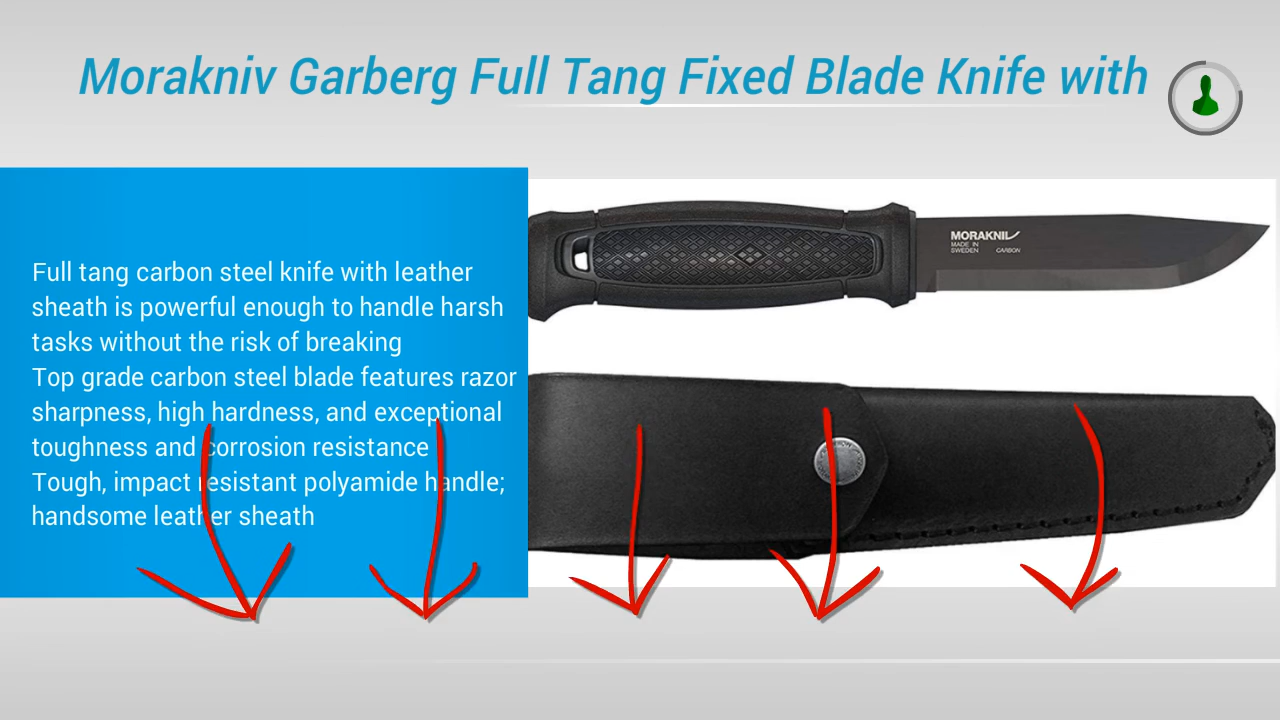 Morakniv Garberg Full Tang Fixed Blade Knife with
Full tang carbon steel knife with leather
sheath is powerful enough to handle harsh
tasks without the risk of breaking
Top grade carbon steel blade features razor
sharpness, high hardness, and exceptional
toughness and corrosion resistance
Tough, impact resistant polyamide handle;
handsome leather sheath
MORAKNIV
MADE IN
SWEDEN CARBON